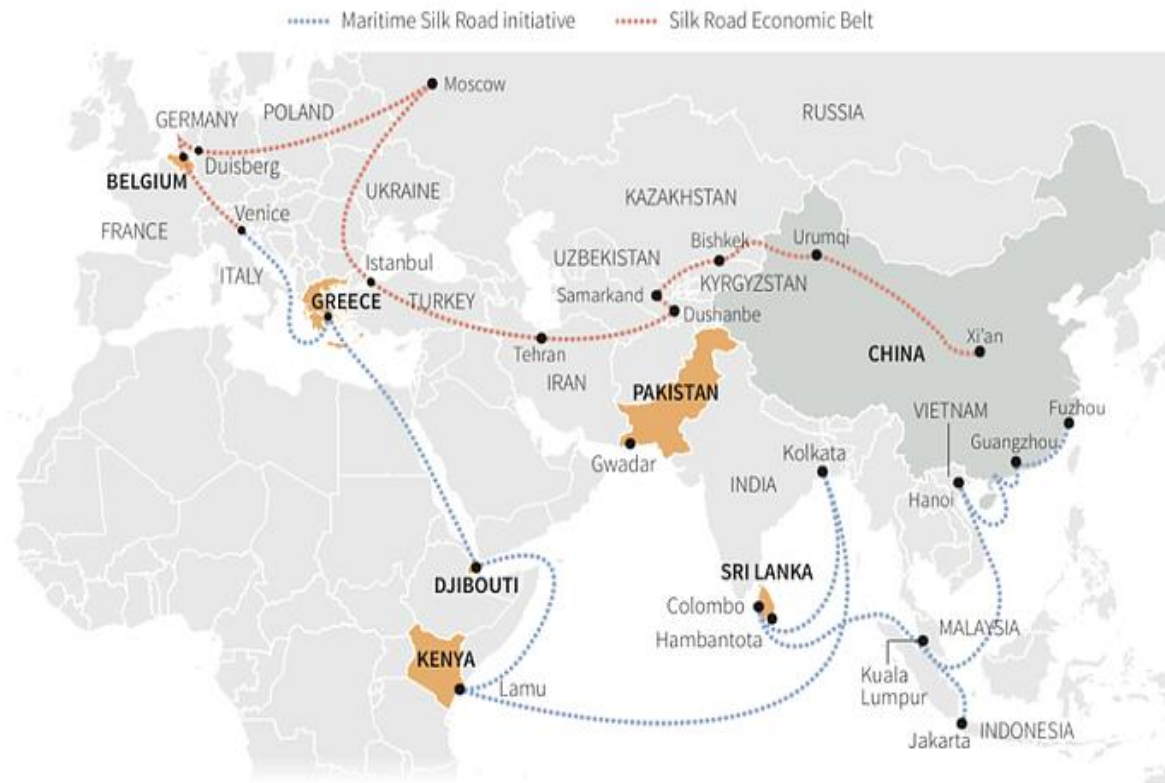 Maritime Silk Road initiative
Silk Road Economic Belt
Moscow
POLAND
GERMANY
RUSSIA
Duisberg
BELGIUM
UKRAINE
KAZAKHSTAN
Venice
FRANCE
Bishkek
Urumqi
UZBEKISTAN
Istanbul
ITALY
KYRGYZSTAN
Samarkand
GREECE
TURKEY
Dushanbe
Xi'an
Tehran
CHINA
IRAN
PAKISTAN
VIETNAM
Fuzhou
Guangzhou
Kolkata
Gwadar
INDIA
Hanoi
SRI LANKA
DJIBOUTI
Colombo
MALAYSIA
Hambantota
KENYA
Kuala
Lumpur
Lamu
INDONESIA
Jakarta